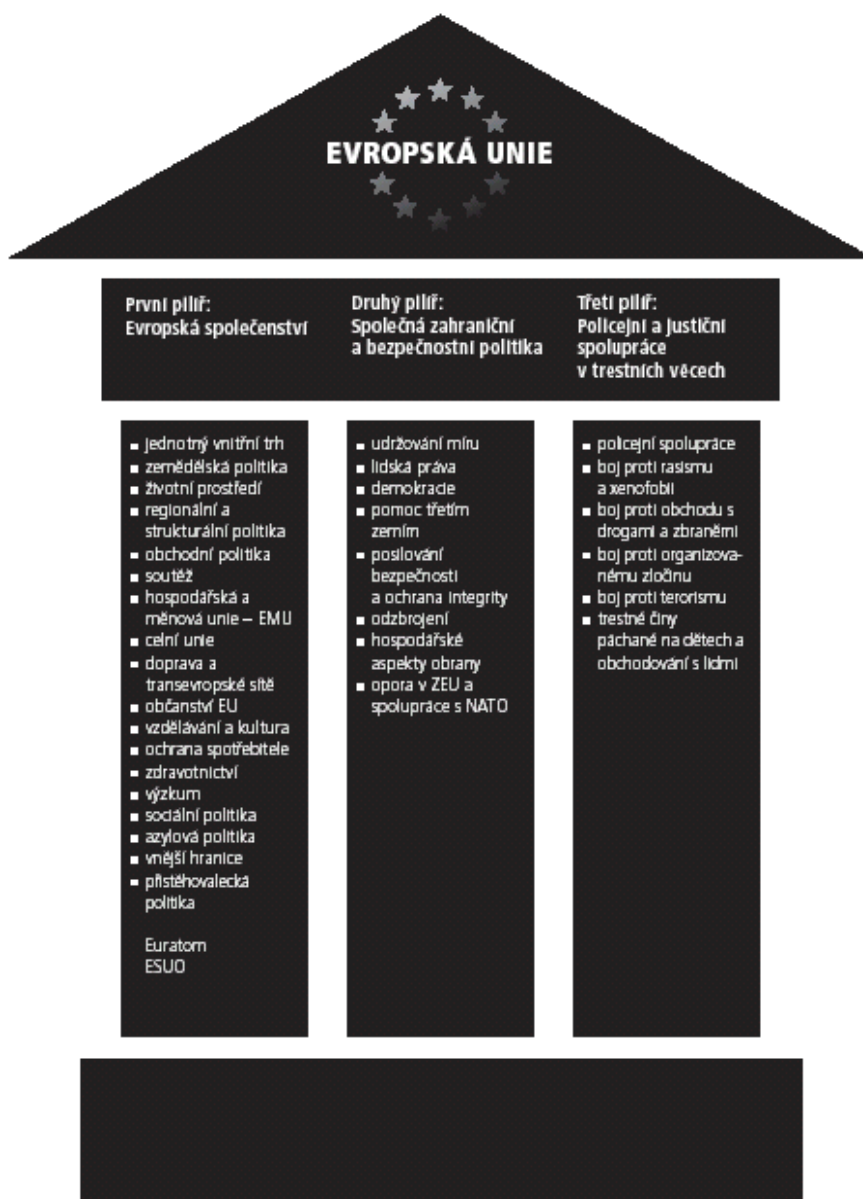 EVROPSKÁ UNIE
První pilíř:
Evropská společenství
Druhý pilíř:
Společná zahraniční
a bezpečnostní politika
Třetí pilíř:
Policejní a justiční
spolupráce
v trestních věcech
▪ jednotný vnitřní trh
▪ zemědělská politika
▪ životní prostředí
▪ regionální a
strukturální politika
▪ obchodní politika
▪ soutěž
▪ hospodářská a
měnová unie – EMU
▪ celní unie
▪ doprava a
transevropské sítě
▪ občanství EU
▪ vzdělávání a kultura
▪ ochrana spotřebitele
▪ zdravotnictví
▪ výzkum
▪ sociální politika
▪ azylová politika
▪ vnější hranice
▪ přistěhovalecká
politika
Euratom
ESUO
▪ udržování míru
▪ lidská práva
▪ demokracie
▪ pomoc třetím
zemím
▪ posilování
bezpečnosti
a ochrana integrity
▪ odzbrojení
▪ hospodářské
aspekty obrany
▪ opora v ZEU a
spolupráce s NATO
▪ policejní spolupráce
▪ boj proti rasismu
a xenofobii
▪ boj proti obchodu s
drogami a zbraněmi
▪ boj proti organizova-
nému zločinu
▪ boj proti terorismu
▪ trestné činy
páchané na dětech a
obchodování s lidmi